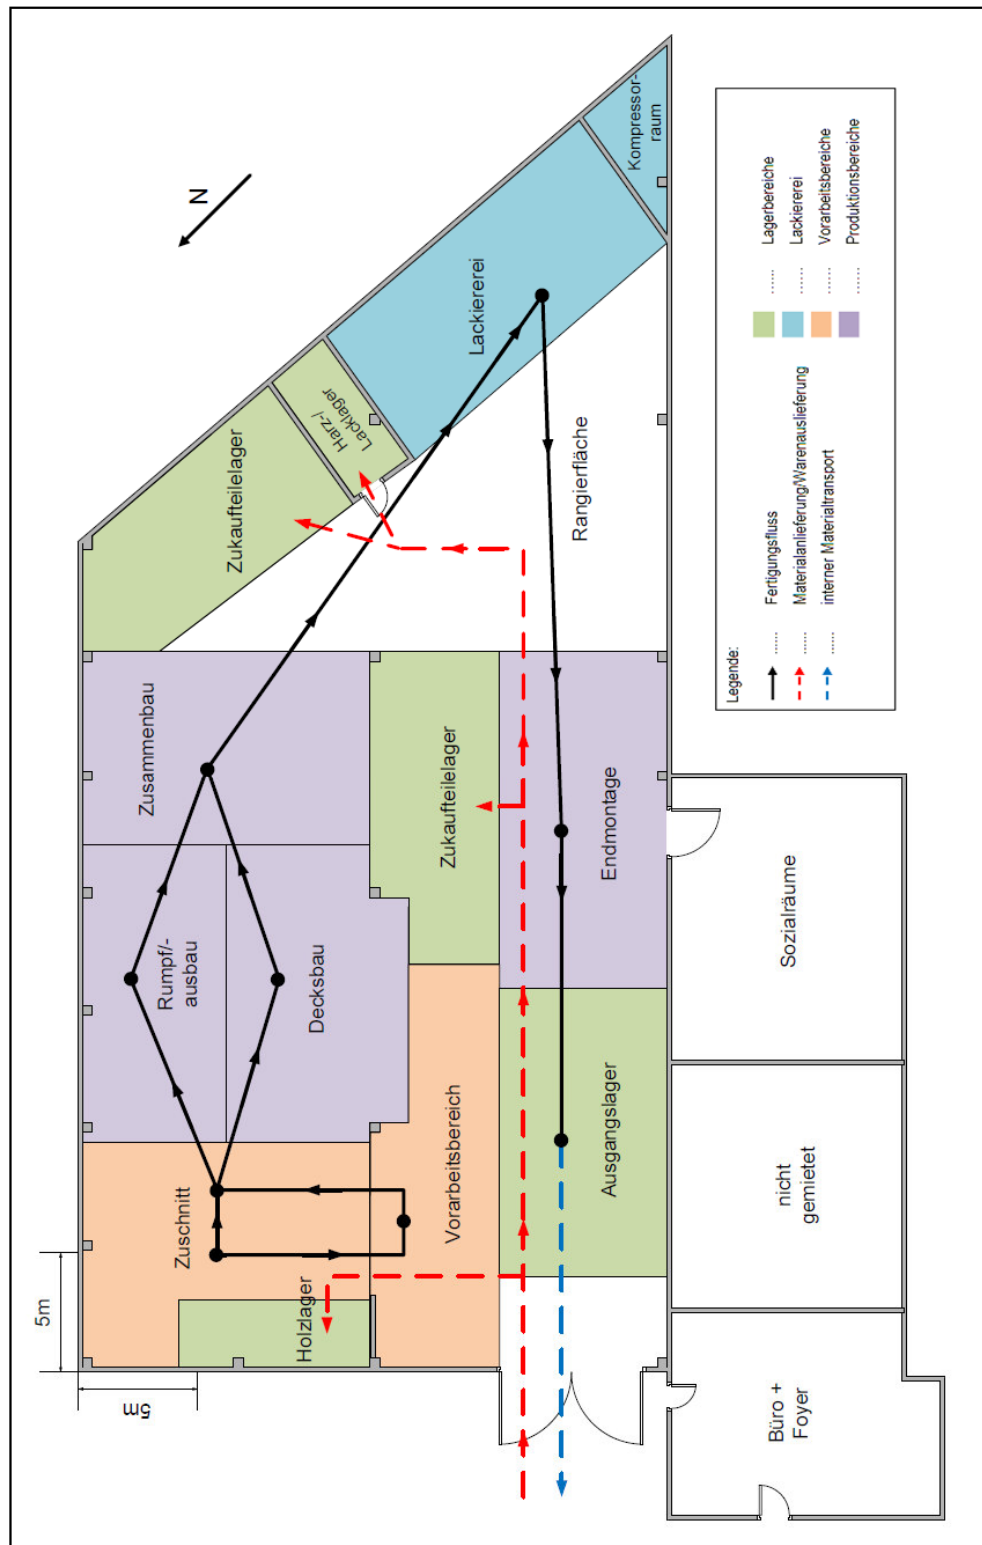 N
Kompressor-
raum
Lackiererei
Harz-/
Lacklager
Zukaufteilelager
Rangierfläche
Zusammenbau
Zukaufteilelager
Endmontage
Rumpf/-
ausbau
Decksbau
Zuschnitt
Vorarbeitsbereich
Ausgangslager
Holzlager
5m
5m
Sozialräume
nicht
gemietet
Büro +
Foyer
Legende:
...... Fertigungsfluss
...... Materialanlieferung/Warenauslieferung
...... interner Materialtransport
...... Lagerbereiche
...... Lackiererei
...... Vorarbeitsbereiche
...... Produktionsbereiche